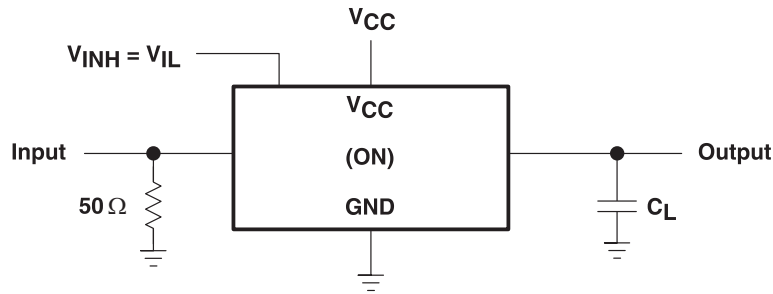 VCC
VINH = VIL
VCC
Input
(ON)
Output
50 Ω
GND
CL